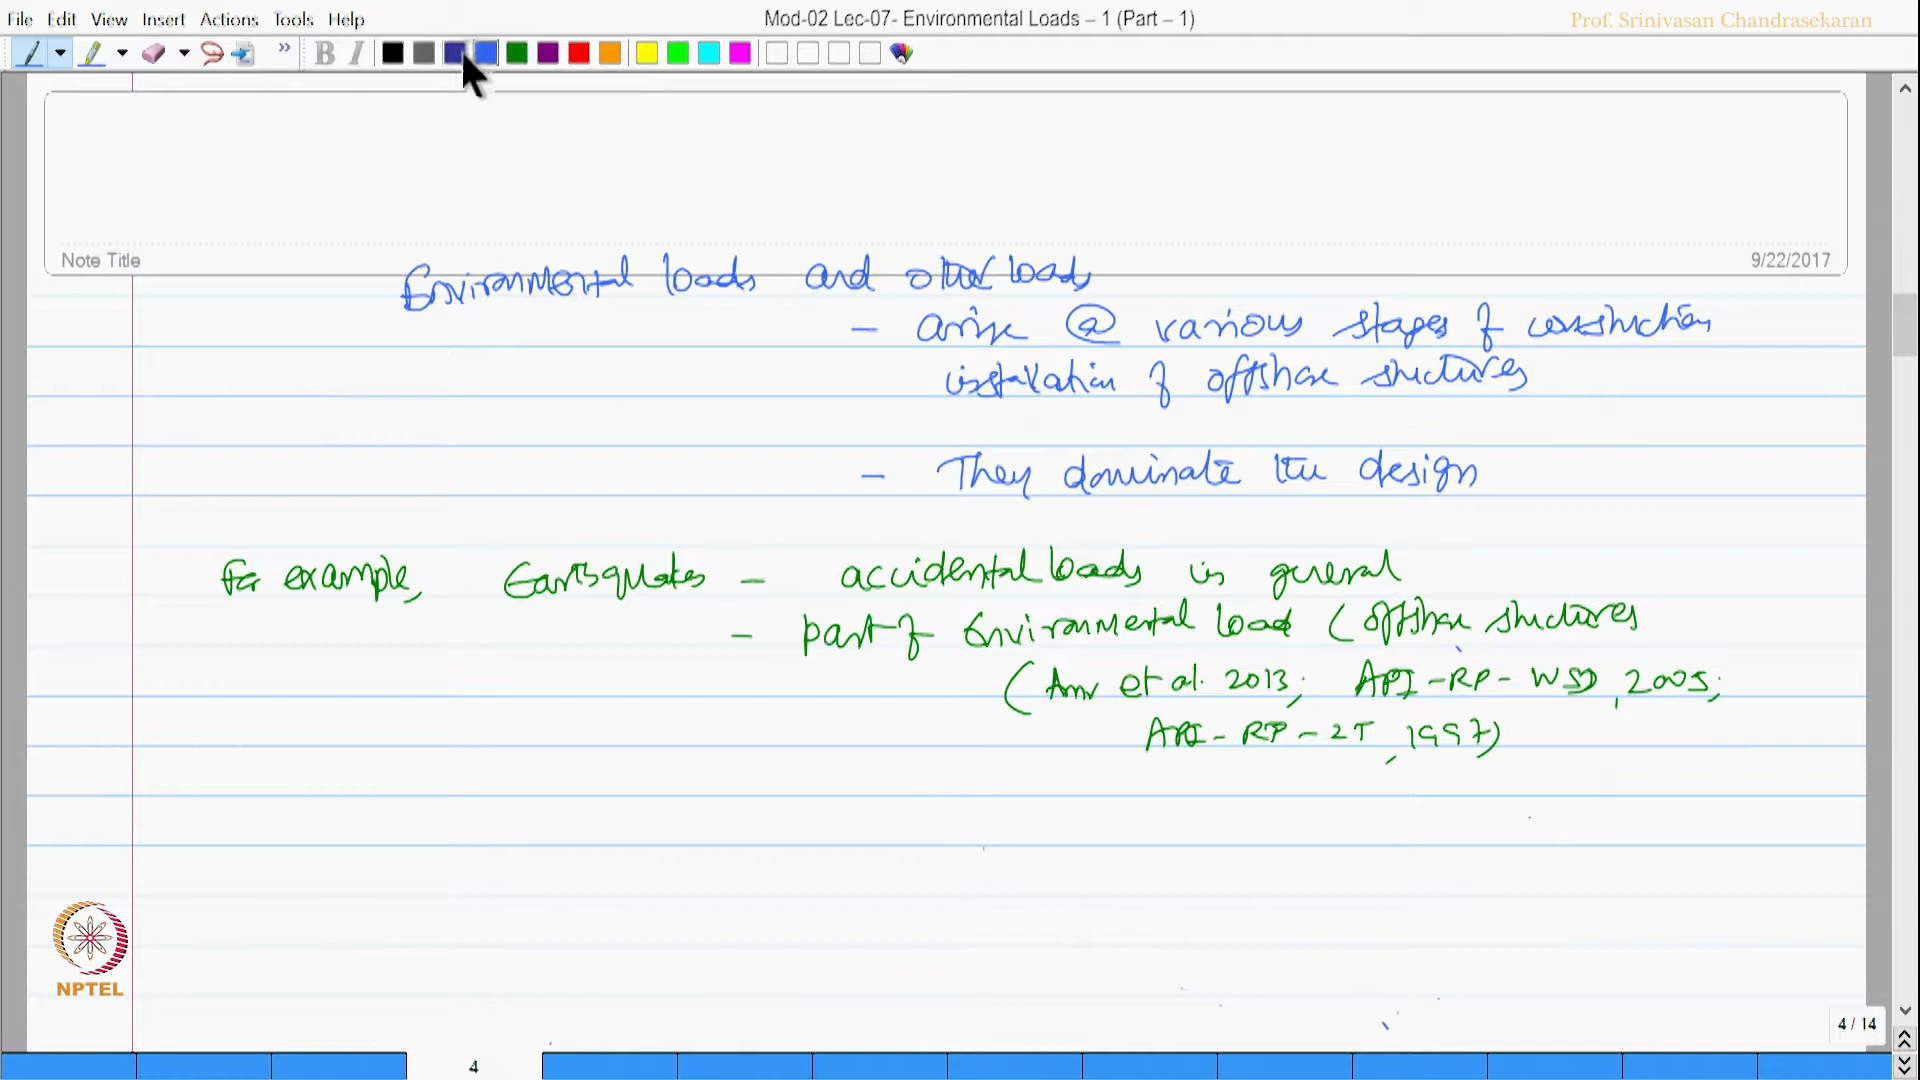 File Edit View Insert Actions Tools Help
Mod-02 Lec-07- Environmental Loads – 1 (Part – 1)
Prof. Srinivasan Chandrasekaran
B I
Note Title
9/22/2017
Environmental loads and other loads
- arise @ various stages of construction
installation of offshore structures
- They dominate the design
For example, Earthquakes - accidental loads in general
- part of Environmental load (offshore structures
(Amr et al. 2013; API-RP-WSD, 2005;
API-RP-2T, 1997)
NPTEL
4 / 14
4